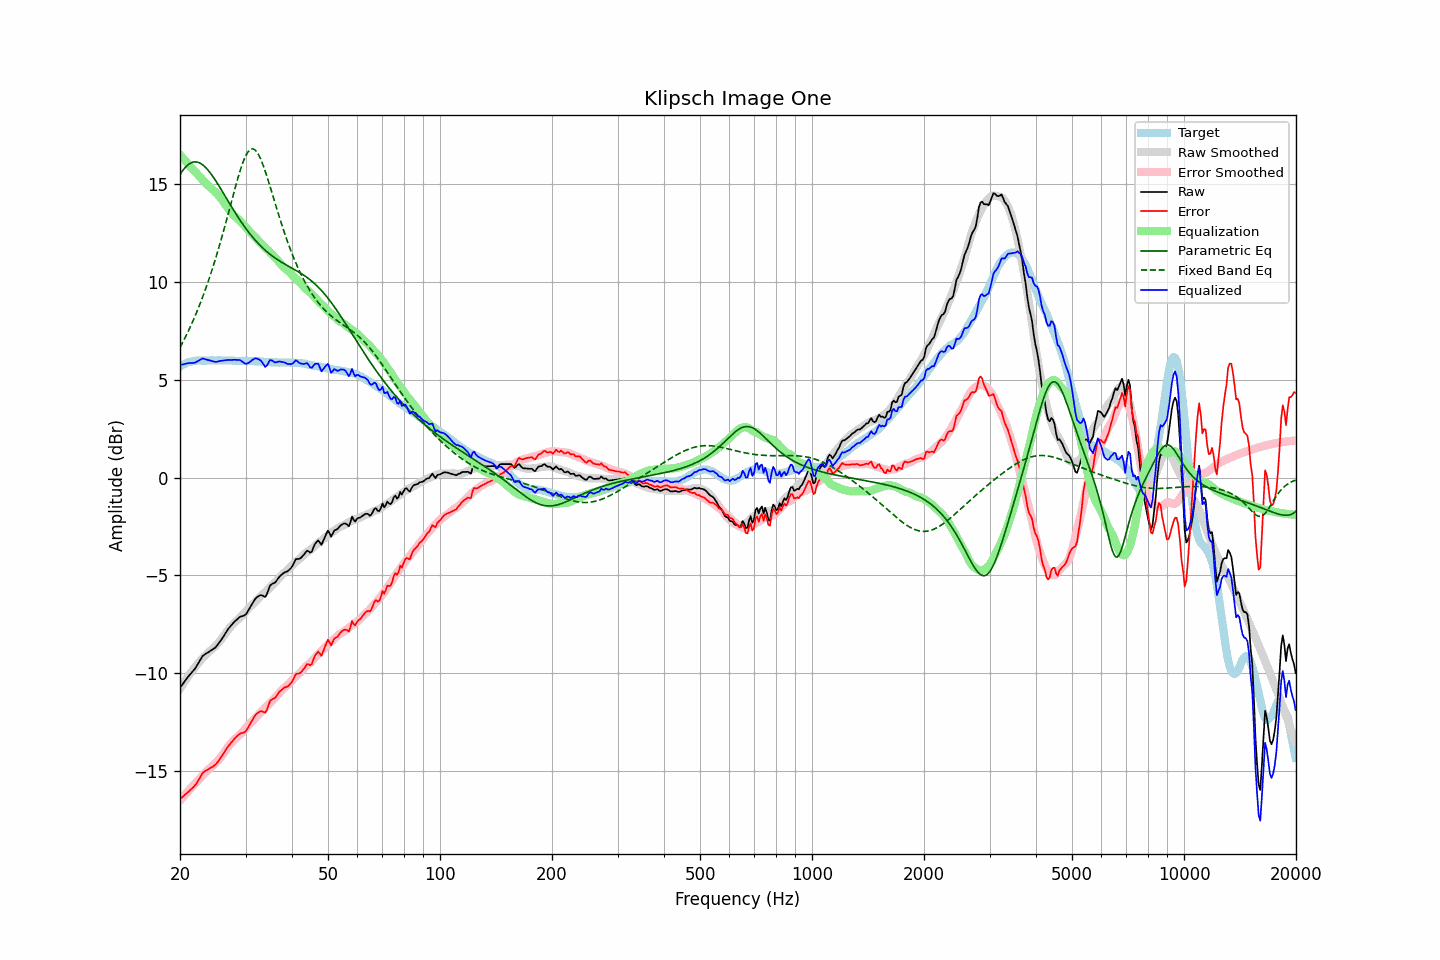 Klipsch Image One
Target
Raw Smoothed
Error Smoothed
Raw
Error
Equalization
Parametric Eq
Fixed Band Eq
Equalized
Amplitude (dBr)
15
10
5
0
−5
−10
−15
20
50
100
200
500
1000
2000
5000
10000
20000
Frequency (Hz)